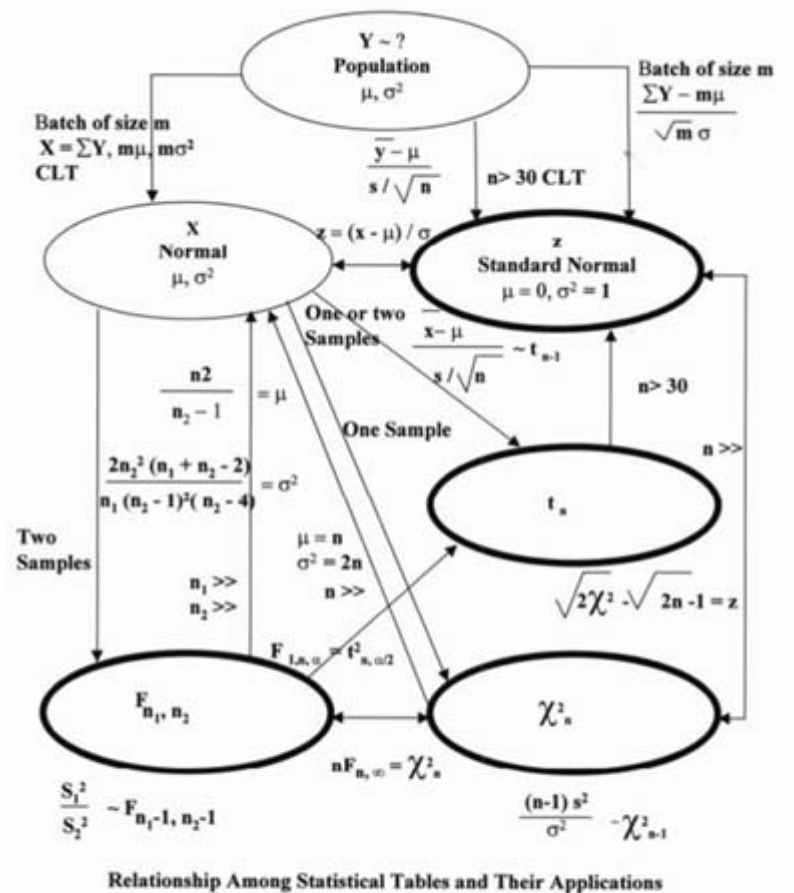 Y ~ ?
Population
μ, σ²
Batch of size m
X = ∑Y, mμ, mσ²
CLT
Batch of size m
∑Y – mμ
√m σ
y̅ – μ
s / √n
n> 30 CLT
X
Normal
μ, σ²
z = (x - μ) / σ
z
Standard Normal
μ = 0, σ² = 1
One or two
Samples
x̅– μ
s / √n
~ t n-1
n2
n₂ – 1
= μ
n> 30
One Sample
n >>
2n₂² (n₁ + n₂ - 2)
n₁ (n₂ - 1)²( n₂ - 4)
= σ²
t n
Two
Samples
μ = n
σ² = 2n
n >>
n₁ >>
n₂ >>
√2χ² -√2n -1 = z
F 1,n, α = t² n, α/2
F n₁, n₂
χ²n
nF n, ∞ = χ²n
S₁²
S₂²
~ F n₁-1, n₂-1
(n-1) s²
σ²
~χ² n-1
Relationship Among Statistical Tables and Their Applications